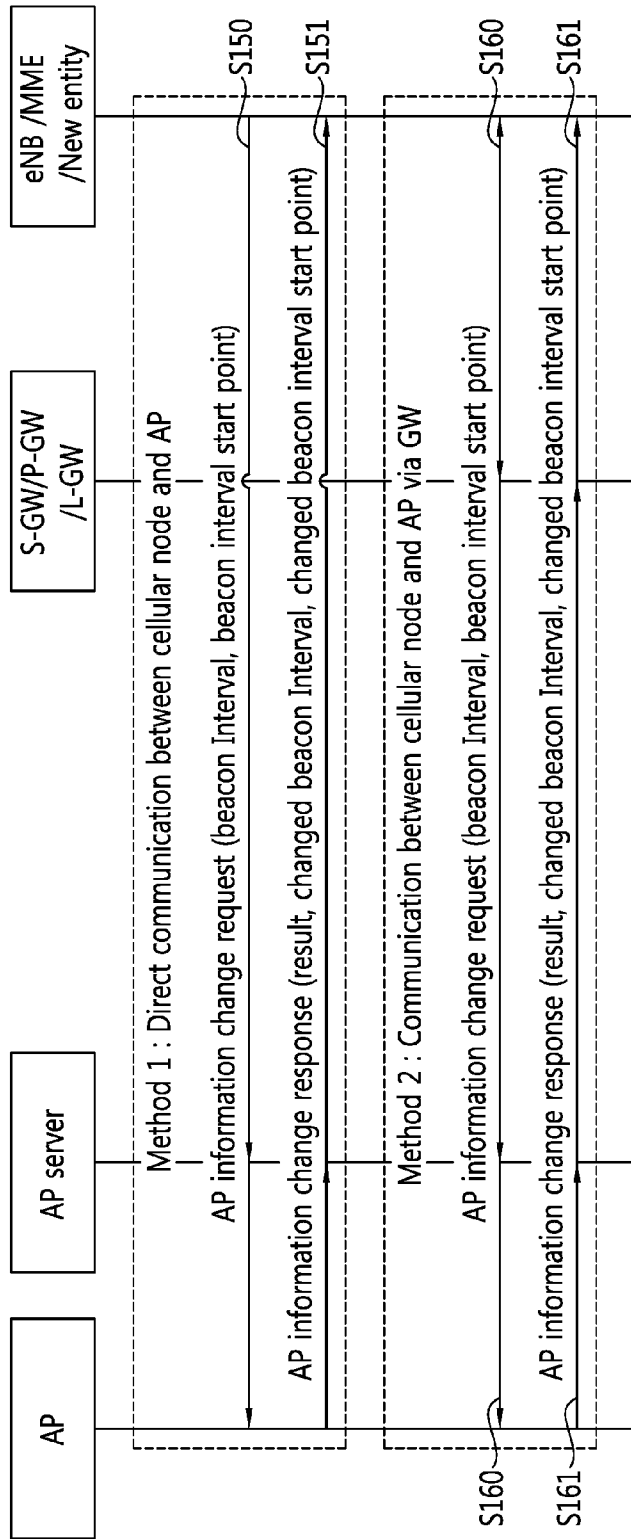 AP
AP server
S-GW/P-GW
/L-GW
eNB /MME
/New entity
Method 1 : Direct communication between cellular node and AP
AP information change request (beacon Interval, beacon interval start point)
S150
AP information change response (result, changed beacon Interval, changed beacon interval start point)
S151
Method 2 : Communication between cellular node and AP via GW
S160
AP information change request (beacon Interval, beacon interval start point)
S160
S161
AP information change response (result, changed beacon Interval, changed beacon interval start point)
S161